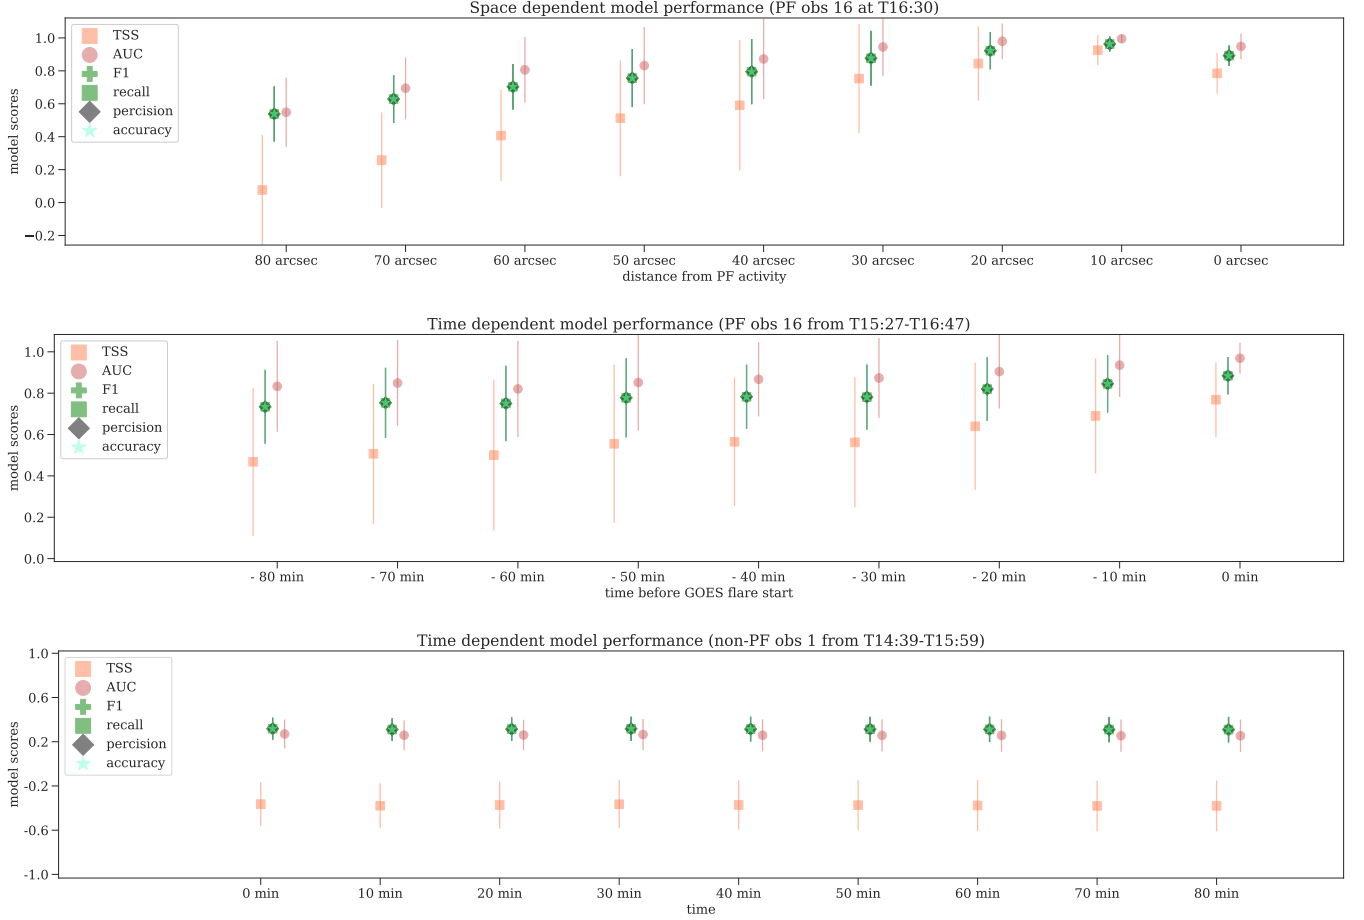 Space dependent model performance (PF obs 16 at T16:30)
TSS
AUC
F1
recall
percision
accuracy
1.0
0.8
0.6
0.4
0.2
0.0
−0.2
model scores
80 arcsec 70 arcsec 60 arcsec 50 arcsec 40 arcsec 30 arcsec 20 arcsec 10 arcsec 0 arcsec
distance from PF activity
Time dependent model performance (PF obs 16 from T15:27-T16:47)
TSS
AUC
F1
recall
percision
accuracy
1.0
0.8
0.6
0.4
0.2
0.0
model scores
- 80 min - 70 min - 60 min - 50 min - 40 min - 30 min - 20 min - 10 min 0 min
time before GOES flare start
Time dependent model performance (non-PF obs 1 from T14:39-T15:59)
TSS
AUC
F1
recall
percision
accuracy
1.0
0.6
0.2
-0.2
-0.6
-1.0
model scores
0 min 10 min 20 min 30 min 40 min 50 min 60 min 70 min 80 min
time